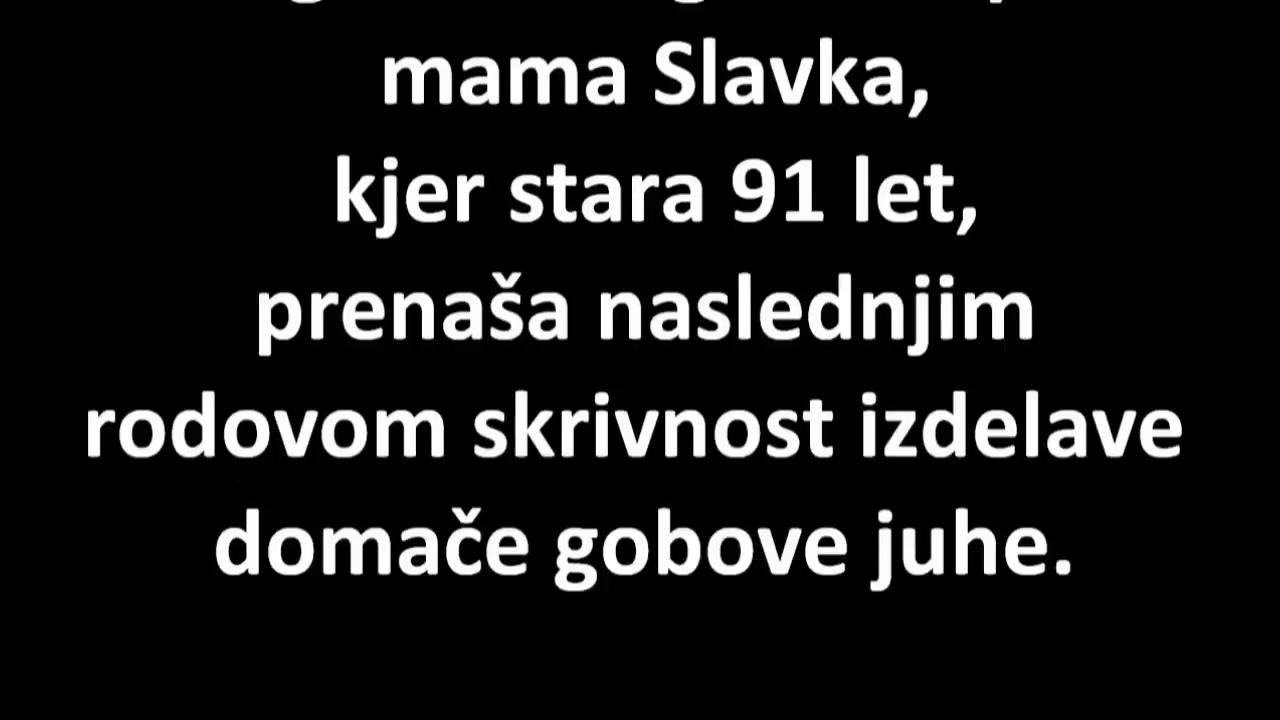 mama Slavka,
kjer stara 91 let,
prenaša naslednjim
rodovom skrivnost izdelave
domače gobove juhe.